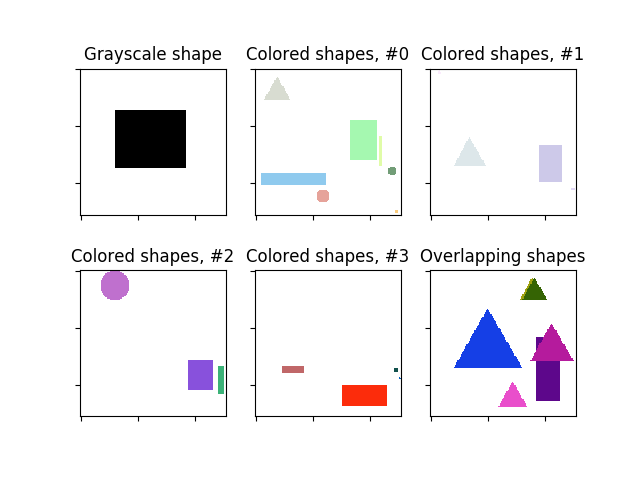 Grayscale shape
Colored shapes, #0
Colored shapes, #1
Colored shapes, #2
Colored shapes, #3
Overlapping shapes